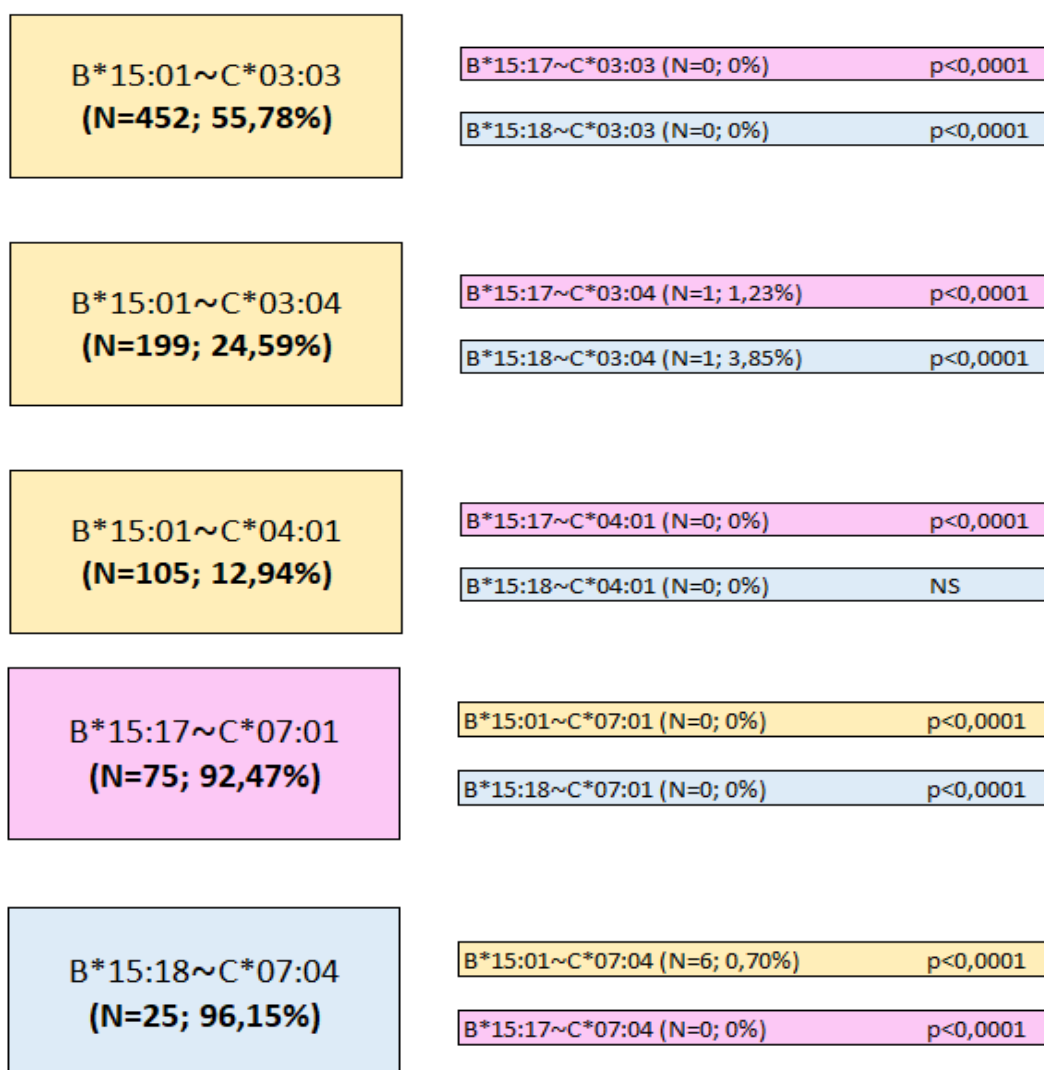 B*15:01~C*03:03
(N=452; 55,78%)
B*15:17~C*03:03 (N=0; 0%) p<0,0001
B*15:18~C*03:03 (N=0; 0%) p<0,0001
B*15:01~C*03:04
(N=199; 24,59%)
B*15:17~C*03:04 (N=1; 1,23%) p<0,0001
B*15:18~C*03:04 (N=1; 3,85%) p<0,0001
B*15:01~C*04:01
(N=105; 12,94%)
B*15:17~C*04:01 (N=0; 0%) p<0,0001
B*15:18~C*04:01 (N=0; 0%) NS
B*15:17~C*07:01
(N=75; 92,47%)
B*15:01~C*07:01 (N=0; 0%) p<0,0001
B*15:18~C*07:01 (N=0; 0%) p<0,0001
B*15:18~C*07:04
(N=25; 96,15%)
B*15:01~C*07:04 (N=6; 0,70%) p<0,0001
B*15:17~C*07:04 (N=0; 0%) p<0,0001